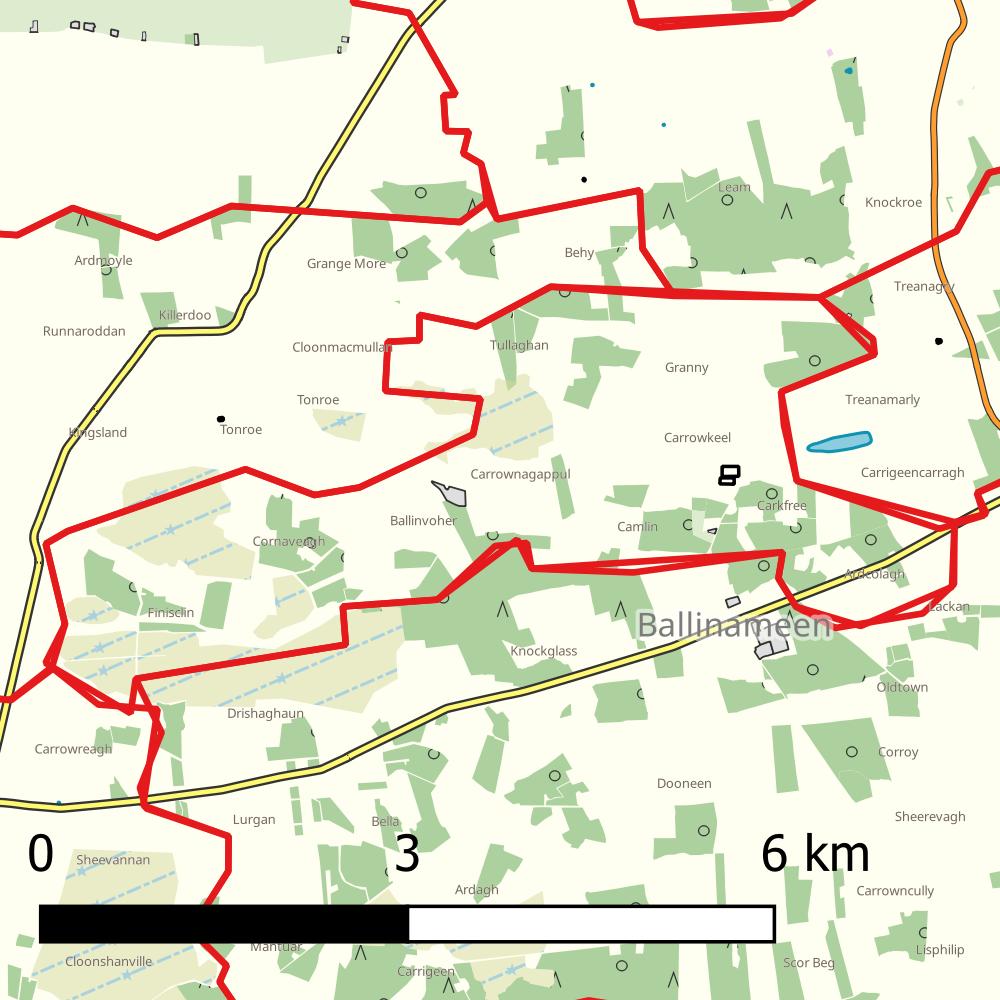 Leam
Knockroe
Behy
Ardmoyle
Grange More
Treanagry
Killerdoo
Runnaroddan
Cloonmacmullan
Tullaghan
Granny
Tonroe
Treanamarly
Kingsland
Tonroe
Carrowkeel
Carrownagappul
Carrigeencarragh
Carkfree
Ballinvoher
Camlin
Cornaveagh
Ardcolagh
Finisclin
Lackan
Ballinameen
Knockglass
Oldtown
Drishaghaun
Carrowreagh
Corroy
Dooneen
Lurgan
Bella
Sheerevagh
0 3 6 km
Sheevannan
Ardagh
Carrowncully
Mantuar
Lisphilip
Cloonshanville
Scor Beg
Carrigeen